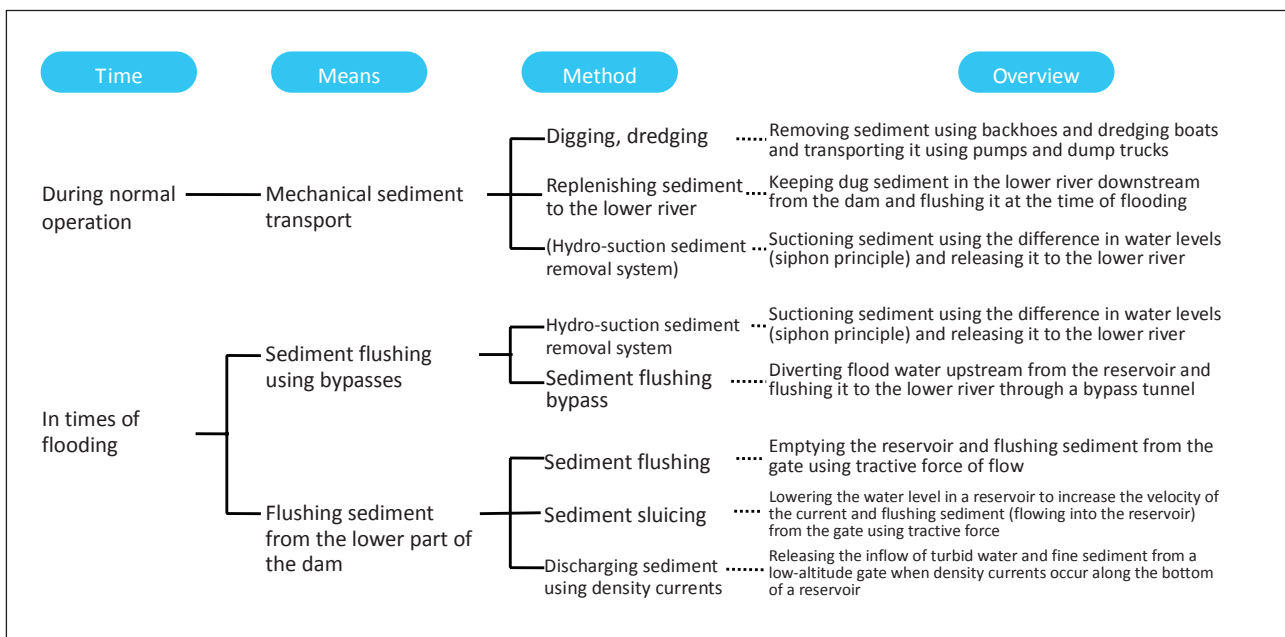 Time
Means
Method
Overview
During normal
operation
Mechanical sediment
transport
Digging, dredging
Removing sediment using backhoes and dredging boats
and transporting it using pumps and dump trucks
Replenishing sediment
to the lower river
Keeping dug sediment in the lower river downstream
from the dam and flushing it at the time of flooding
(Hydro-suction sediment
removal system)
Suctioning sediment using the difference in water levels
(siphon principle) and releasing it to the lower river
In times of
flooding
Sediment flushing
using bypasses
Hydro-suction sediment
removal system
Suctioning sediment using the difference in water levels
(siphon principle) and releasing it to the lower river
Sediment flushing
bypass
Diverting flood water upstream from the reservoir and
flushing it to the lower river through a bypass tunnel
Flushing sediment
from the lower part of
the dam
Sediment flushing
Emptying the reservoir and flushing sediment from the
gate using tractive force of flow
Sediment sluicing
Lowering the water level in a reservoir to increase the velocity of
the current and flushing sediment (flowing into the reservoir)
from the gate using tractive force
Discharging sediment
using density currents
Releasing the inflow of turbid water and fine sediment from a
low-altitude gate when density currents occur along the bottom
of a reservoir